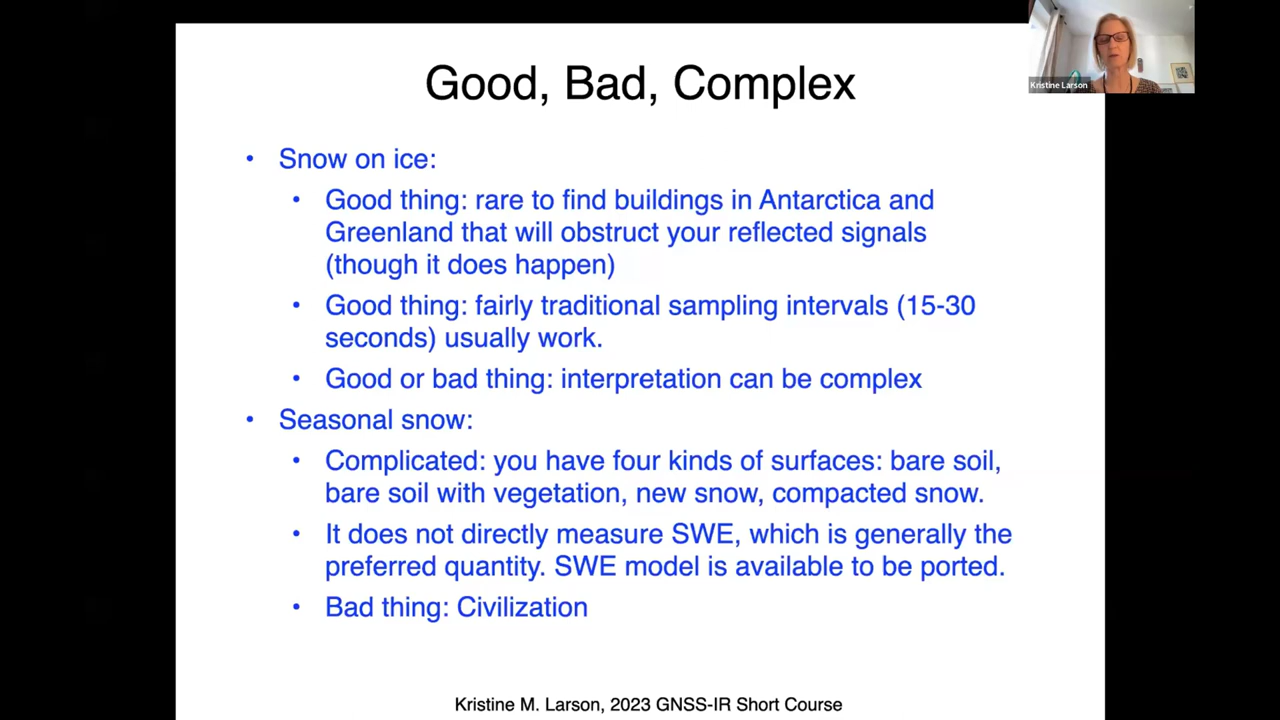 Good, Bad, Complex
Kristine Larson
• Snow on ice:
• Good thing: rare to find buildings in Antarctica and
Greenland that will obstruct your reflected signals
(though it does happen)
• Good thing: fairly traditional sampling intervals (15-30
seconds) usually work.
• Good or bad thing: interpretation can be complex
• Seasonal snow:
• Complicated: you have four kinds of surfaces: bare soil,
bare soil with vegetation, new snow, compacted snow.
• It does not directly measure SWE, which is generally the
preferred quantity. SWE model is available to be ported.
• Bad thing: Civilization
Kristine M. Larson, 2023 GNSS-IR Short Course